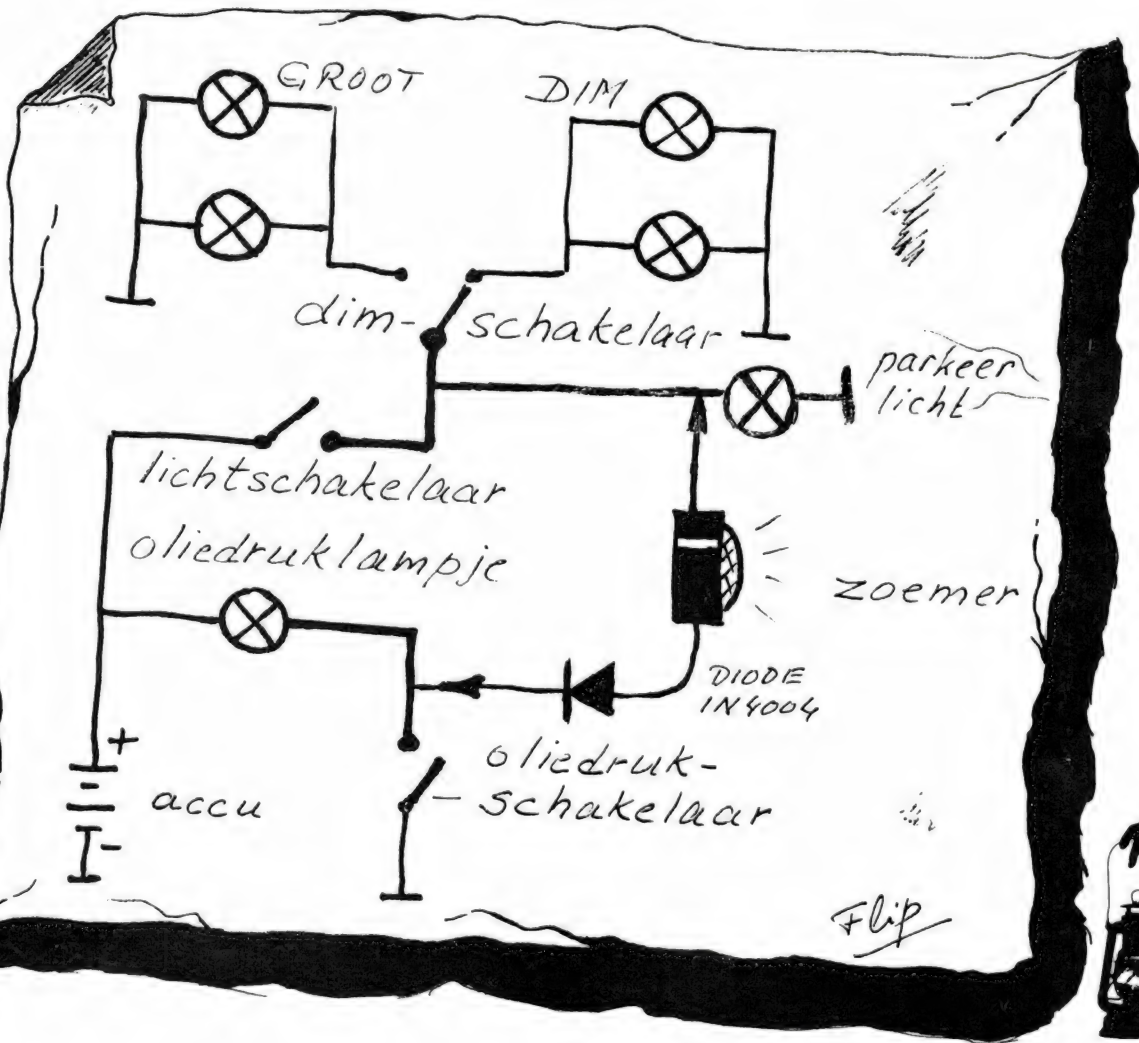 GROOT
DIM
dim- schakelaar
parkeer
licht
lichtschakelaar
oliedruklampje
zoemer
DIODE
1N4004
+
accu
-
oliedruk-
- schakelaar
Flip